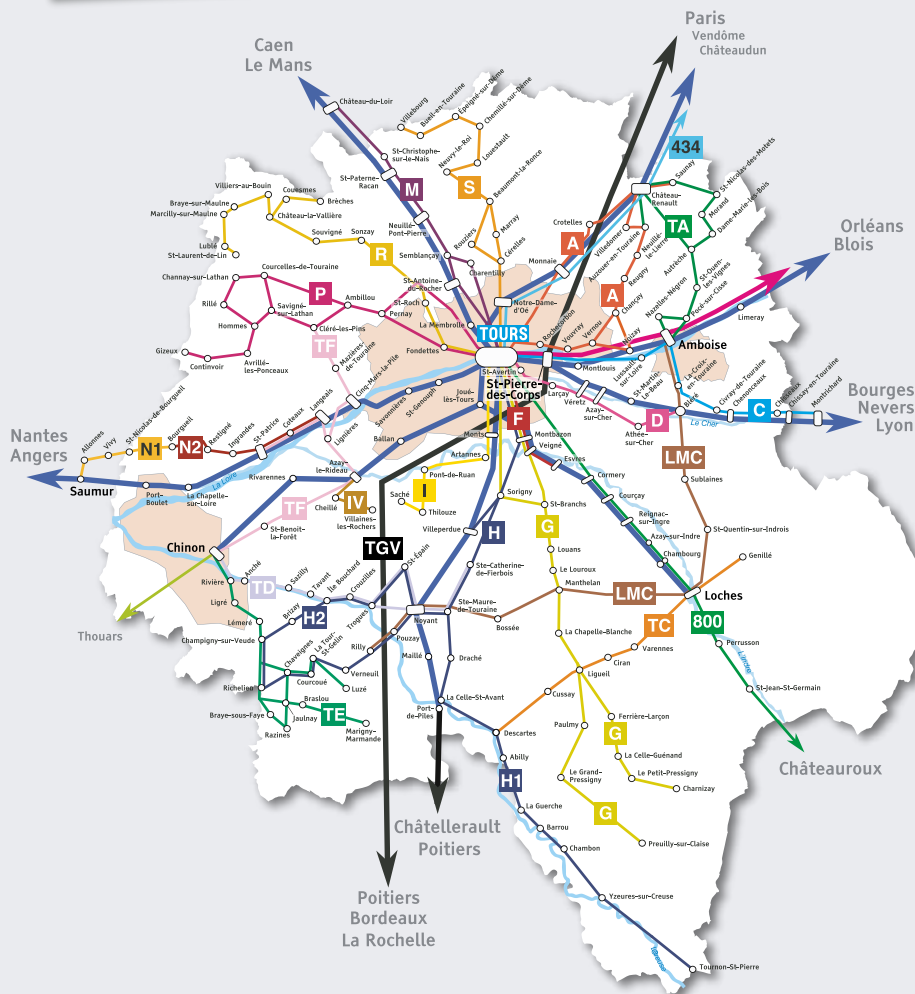 Paris
Vendôme
Châteaudun
Caen
Le Mans
Château-du-Loir
Villebourg
Bueil-en-Touraine
Épeigné-sur-Dême
Chemillé-sur-Dême
St-Christophe-
sur-le-Nais
Neuvy-le-Roi
Louestault
434
Saunay
St-Nicolas-des-Motets
St-Paterne-
Racan
M
S
Beaumont-la-Ronce
Château-
Renault
Morand
Dame-Marie-les-Bois
Villiers-au-Bouin
Couesmes
Brèches
Braye-sur-Maulne
Marcilly-sur-Maulne
Château-la-Vallière
Neuillé-
Pont-Pierre
Marray
Crotelles
Villedomer
Neuillé-
le-Lierre
TA
Orléans
Blois
Lublé
St-Laurent-de-Lin
Souvigné
Sonzay
R
Semblançay
Rouziers
Cérelles
Monnaie
A
Auzouer-en-Touraine
Autrèche
Channay-sur-Lathan
Courcelles-de-Touraine
P
Charentilly
St-Antoine-
du-Rocher
Reugny
St-Ouen-
les-Vignes
Rillé
Savigné-
sur-Lathan
Ambillou
Pernay
St-Roch
Notre-Dame-
d'Oé
A
Chançay
Nazelles-Négron
Pocé-sur-Cisse
Limeray
Hommes
Cléré-les-Pins
La Membrolle
TOURS
Rochecorbon
Vouvray
Vernou
Noizay
Amboise
Gizeux
Continvoir
Avrillé-
les-Ponceaux
TF
Mazières-
de-Touraine
Fondettes
St-Avertin
St-Pierre-
des-Corps
Montlouis
Lussault-
sur-Loire
La-Croix-
en-Touraine
Cinq-Mars-la-Pile
Savonnières
St-Genouph
Joué-
lès-Tours
Larçay
Véretz
Azay-
sur-Cher
St-Martin-
Le-Beau
Bléré
Civray-de-Touraine
Chenonceaux
Chisseaux
Chissay-en-Touraine
Montrichard
Bourges
Nevers
Lyon
C
D
Le Cher
Athée-
sur-Cher
F
St-Nicolas-de-Bourgueil
Bourgueil
Restigné
Ingrandes
St-Patrice
Coteaux
Langeais
Lignières
Ballan
Monts
Montbazon
Veigné
Nantes
Angers
Allonnes
Vivy
N1
N2
Saumur
Port-
Boulet
La Chapelle-
sur-Loire
La Loire
Rivarennes
Azay-
le-Rideau
Artannes
Pont-de-Ruan
Esvres
Cormery
LMC
Sublaines
TF
Cheillé
IV
Villaines-
les-Rochers
Saché
I
Thilouze
Sorigny
St-Branchs
Courçay
St-Benoît-
la-Forêt
Villeperdue
H
G
Reignac-
sur-Indre
St-Quentin-sur-Indrois
Azay-sur-Indre
Chinon
TGV
Louans
Chambourg
Genillé
Anché
St-Épain
Ste-Catherine-
de-Fierbois
Le Louroux
Rivière
TD
Sazilly
Tavant
Île Bouchard
Crouzilles
Manthelan
LMC
Loches
Ligré
Brizay
H2
Trogues
Noyant
Ste-Maure-
de-Touraine
Bossée
TC
800
Thouars
Lémeré
Champigny-sur-Veude
Pouzay
La Chapelle-Blanche
Varennes
Perrusson
Chaveignes
La Tour-
St-Gelin
Rilly
Maillé
Draché
Ciran
Ligueil
L'Indre
Richelieu
Courcoué
Verneuil
Luzé
La Celle-St-Avant
Cussay
St-Jean-St-Germain
Braslou
Braye-sous-Faye
Jaulnay
TE
Razines
Marigny-
Marmande
Port-
de-Piles
Descartes
Paulmy
Ferrière-Larçon
G
Abilly
La Celle-Guénand
Châteauroux
H1
Le Grand-
Pressigny
Le Petit-Pressigny
Charnizay
La Guerche
G
Châtellerault
Poitiers
Barrou
Chambon
Preuilly-sur-Claise
Poitiers
Bordeaux
La Rochelle
Yzeures-sur-Creuse
Tournon-St-Pierre